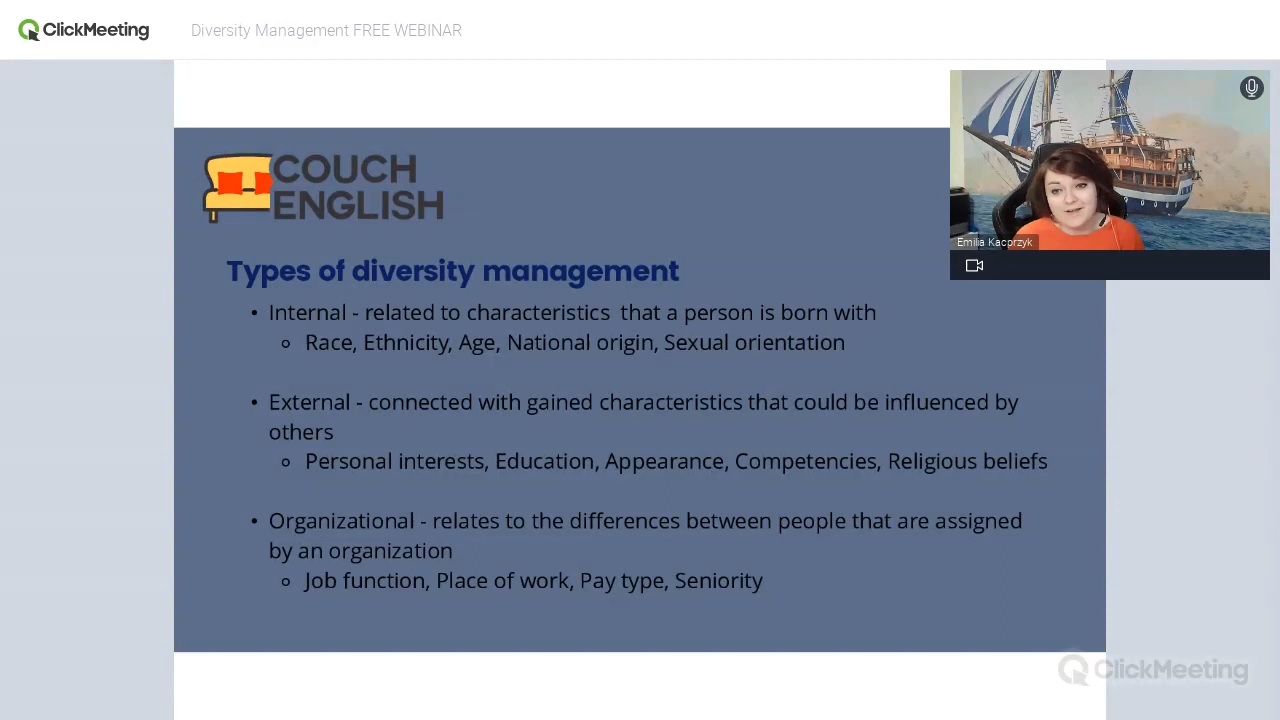 ClickMeeting
Diversity Management FREE WEBINAR
COUCH
ENGLISH
Emilia Kacprzyk
Types of diversity management
• Internal - related to characteristics that a person is born with
○ Race, Ethnicity, Age, National origin, Sexual orientation
• External - connected with gained characteristics that could be influenced by
others
○ Personal interests, Education, Appearance, Competencies, Religious beliefs
• Organizational - relates to the differences between people that are assigned
by an organization
○ Job function, Place of work, Pay type, Seniority
ClickMeeting